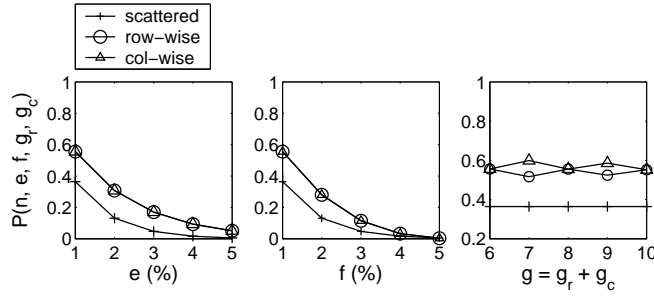 scattered
row−wise
col−wise
P(n, e, f, g_r, g_c)
1
0.8
0.6
0.4
0.2
0
1 2 3 4 5
e (%)
1
0.8
0.6
0.4
0.2
0
1 2 3 4 5
f (%)
1
0.8
0.6
0.4
0.2
6 7 8 9 10
g = g_r + g_c